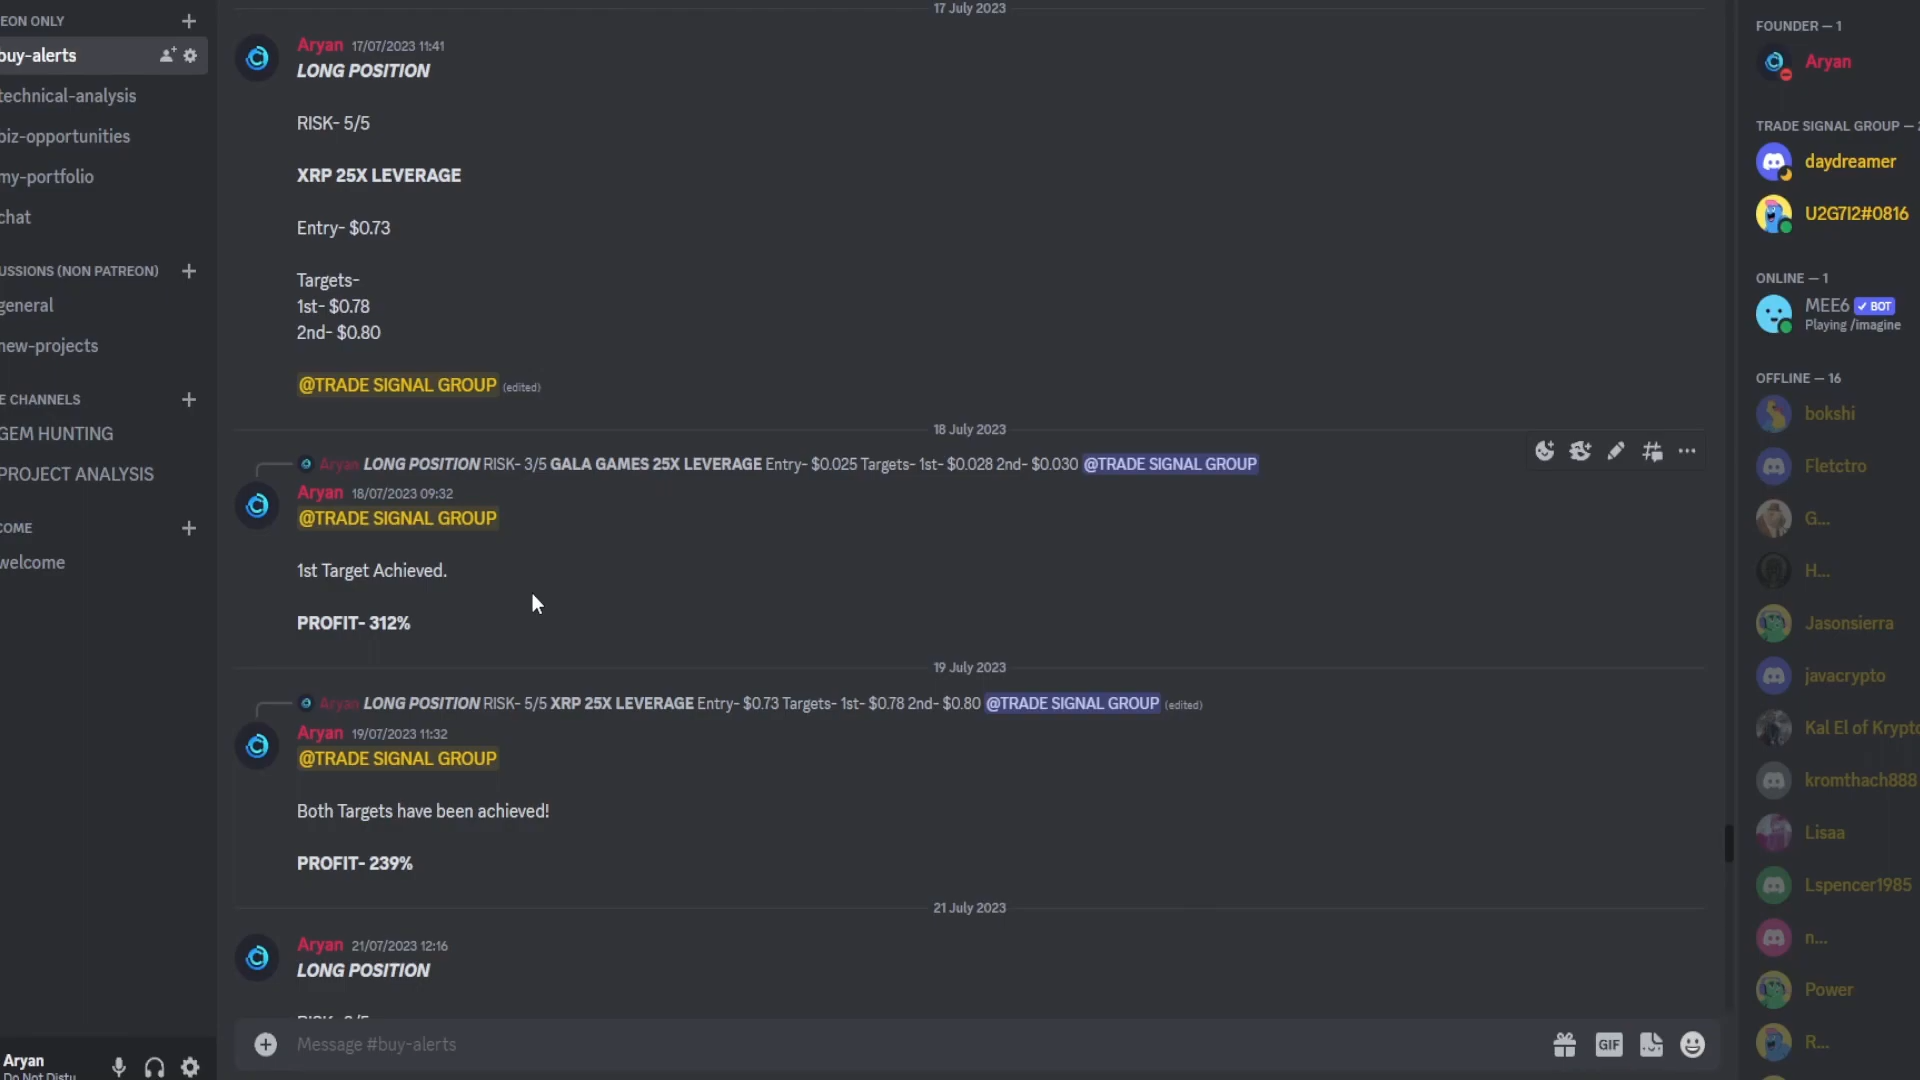 EON ONLY
buy-alerts
technical-analysis
biz-opportunities
my-portfolio
chat
USSIONS (NON PATREON)
general
new-projects
E CHANNELS
GEM HUNTING
PROJECT ANALYSIS
COME
welcome
Aryan
Do Not Distu
17 July 2023
Aryan 17/07/2023 11:41
LONG POSITION
RISK- 5/5
XRP 25X LEVERAGE
Entry- $0.73
Targets-
1st- $0.78
2nd- $0.80
@TRADE SIGNAL GROUP (edited)
18 July 2023
Aryan LONG POSITION RISK- 3/5 GALA GAMES 25X LEVERAGE Entry- $0.025 Targets- 1st- $0.028 2nd- $0.030 @TRADE SIGNAL GROUP
Aryan 18/07/2023 09:32
@TRADE SIGNAL GROUP
1st Target Achieved.
PROFIT- 312%
19 July 2023
Aryan LONG POSITION RISK- 5/5 XRP 25X LEVERAGE Entry- $0.73 Targets- 1st- $0.78 2nd- $0.80 @TRADE SIGNAL GROUP (edited)
Aryan 19/07/2023 11:32
@TRADE SIGNAL GROUP
Both Targets have been achieved!
PROFIT- 239%
21 July 2023
Aryan 21/07/2023 12:16
LONG POSITION
Message #buy-alerts
GIF
FOUNDER — 1
Aryan
TRADE SIGNAL GROUP —
daydreamer
U2G7I2#0816
ONLINE — 1
MEE6 BOT
Playing /imagine
OFFLINE — 16
bokshi
Fletctro
G...
H...
Jasonsierra
javacrypto
Kal El of Krypto
kromthach888
Lisaa
Lspencer1985
n...
Power
R...